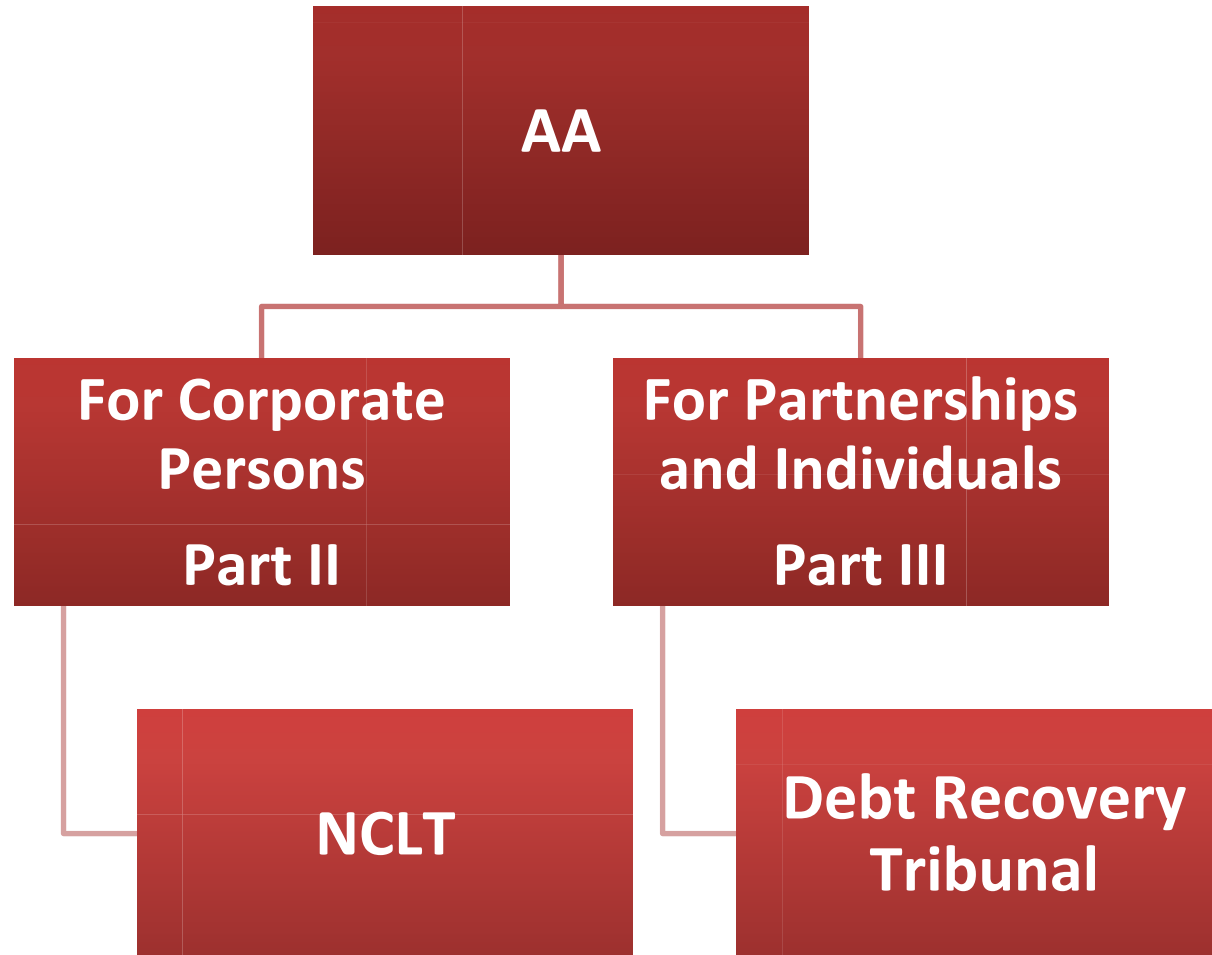 AA
For Corporate
Persons
Part II
For Partnerships
and Individuals
Part III
NCLT
Debt Recovery
Tribunal